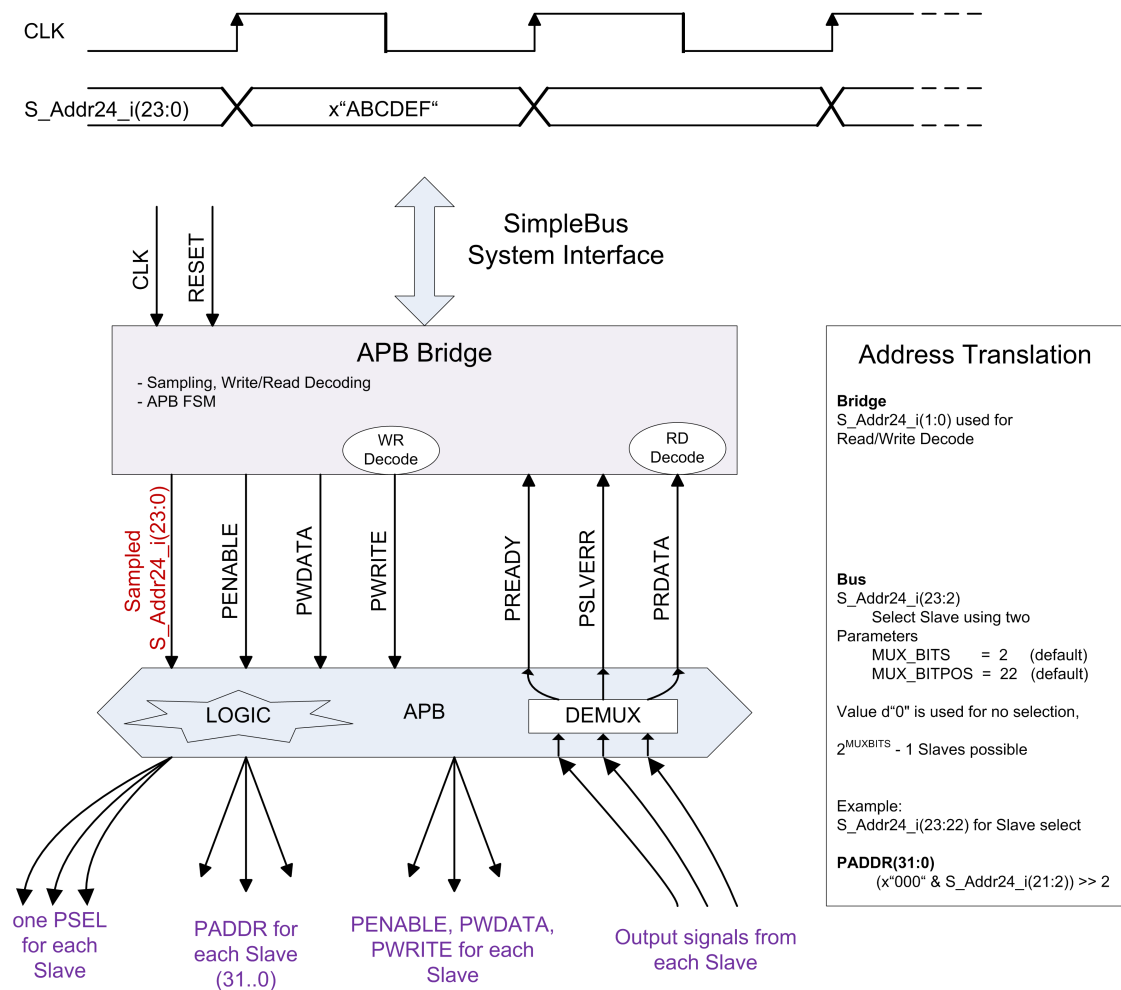 CLK
S_Addr24_i(23:0)
x“ABCDEF“
SimpleBus
System Interface
CLK
RESET
APB Bridge
- Sampling, Write/Read Decoding
- APB FSM
WR
Decode
RD
Decode
Sampled
S_Addr24_i(23:0)
PENABLE
PWDATA
PWRITE
PREADY
PSLVERR
PRDATA
LOGIC
APB
DEMUX
one PSEL
for each
Slave
PADDR for
each Slave
(31..0)
PENABLE, PWDATA,
PWRITE for each
Slave
Output signals from
each Slave
Address Translation
Bridge
S_Addr24_i(1:0) used for
Read/Write Decode
Bus
S_Addr24_i(23:2)
Select Slave using two
Parameters
MUX_BITS = 2 (default)
MUX_BITPOS = 22 (default)
Value d“0" is used for no selection,
2^MUXBITS - 1 Slaves possible
Example:
S_Addr24_i(23:22) for Slave select
PADDR(31:0)
(x“000“ & S_Addr24_i(21:2)) >> 2